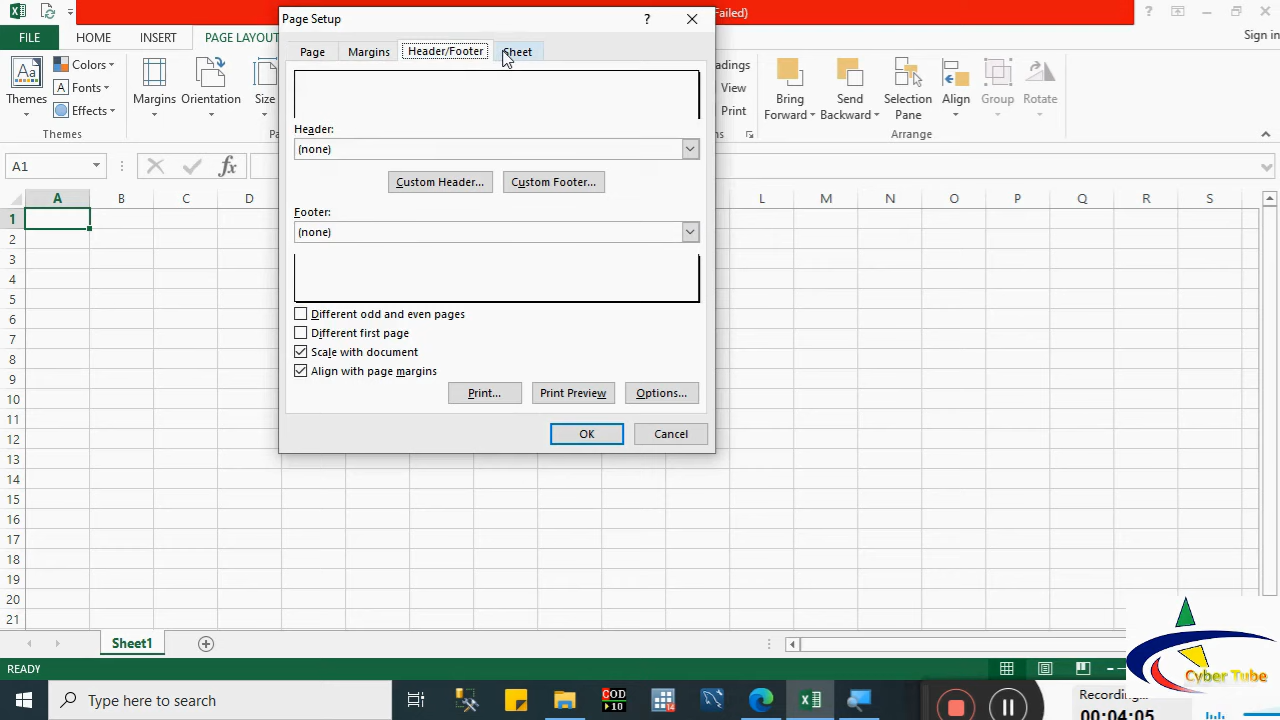 Page Setup
Failed)
Sign in
FILE HOME INSERT PAGE LAYOU
Page Margins Header/Footer Sheet
Themes
Colors
Fonts
Effects
Themes
Margins Orientation Size
adings
View
Print
Bring Forward
Send Backward
Selection Pane
Align Group Rotate
Arrange
Header:
(none)
Custom Header... Custom Footer...
Footer:
(none)
Different odd and even pages
Different first page
Scale with document
Align with page margins
Print... Print Preview Options...
OK Cancel
A1
fx
A B C D L M N O P Q R S
1
2
3
4
5
6
7
8
9
10
11
12
13
14
15
16
17
18
19
20
21
Sheet1
READY
Cyber Tube
Type here to search
COD
10
Recording...
00:04:05